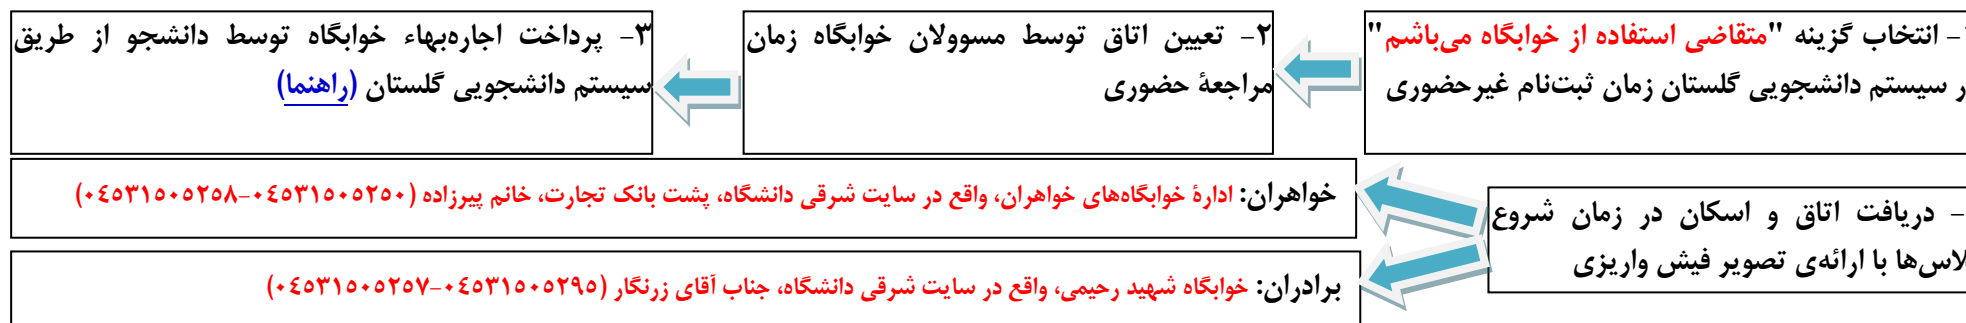 - انتخاب گزینه "متقاضی استفاده از خوابگاه می‌باشم"
ر سیستم دانشجویی گلستان زمان ثبت‌نام غیرحضوری
۲- تعیین اتاق توسط مسوولان خوابگاه زمان
مراجعهٔ حضوری
۳- پرداخت اجاره‌بهاء خوابگاه توسط دانشجو از طریق
سیستم دانشجویی گلستان (راهنما)
- دریافت اتاق و اسکان در زمان شروع
لاس‌ها با ارائه‌ی تصویر فیش واریزی
خواهران: ادارهٔ خوابگاه‌های خواهران، واقع در سایت شرقی دانشگاه، پشت بانک تجارت، خانم پیرزاده (۰٤٥۳۱٥۰٥۲٥۰-۰٤٥۳۱٥۰٥۲٥۸)
برادران: خوابگاه شهید رحیمی، واقع در سایت شرقی دانشگاه، جناب آقای زرنگار (۰٤٥۳۱٥۰٥۲۹٥-۰٤٥۳۱٥۰٥۲٥۷)